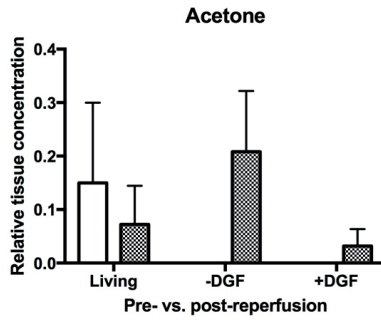 Acetone
Relative tissue concentration
0.4
0.3
0.2
0.1
0.0
Living -DGF +DGF
Pre- vs. post-reperfusion